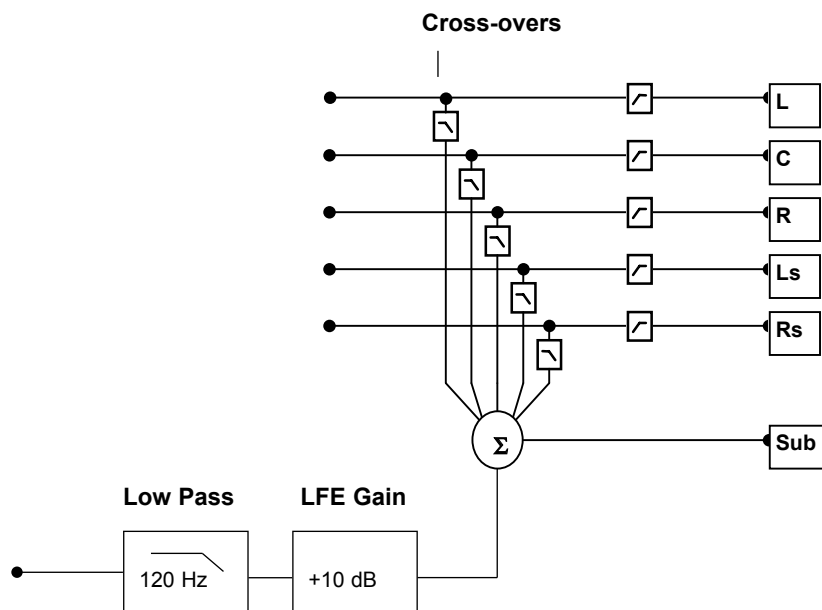 Cross-overs
L
C
R
Ls
Rs
Σ
Sub
Low Pass
LFE Gain
120 Hz
+10 dB